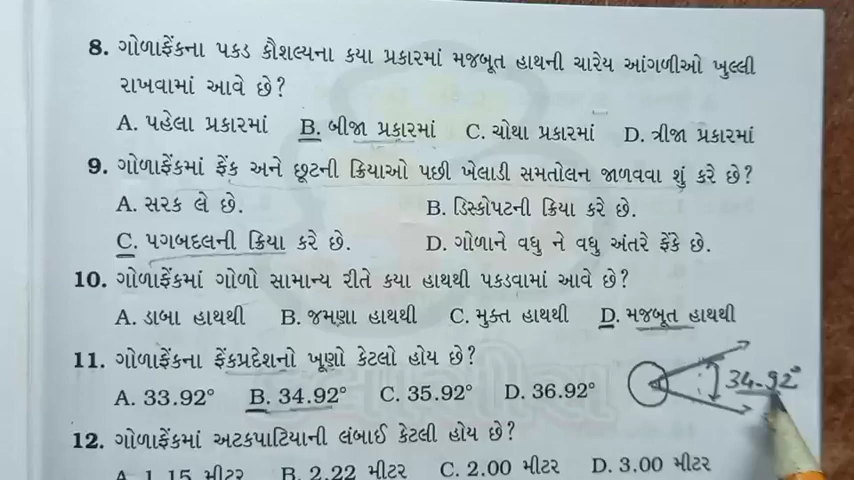 8. ગોળાફેંકના પકડ કૌશલ્યના કયા પ્રકારમાં મજબૂત હાથની ચારેય આંગળીઓ ખુલ્લી
રાખવામાં આવે છે?
A. પહેલા પ્રકારમાં B. બીજા પ્રકારમાં C. ચોથા પ્રકારમાં D. ત્રીજા પ્રકારમાં
9. ગોળાફેંકમાં ફેંક અને છૂટની ક્રિયાઓ પછી ખેલાડી સમતોલન જાળવવા શું કરે છે?
A. સરક લે છે. B. ડિસ્કોપટની ક્રિયા કરે છે.
C. પગબદલની ક્રિયા કરે છે. D. ગોળાને વધુ ને વધુ અંતરે ફેંકે છે.
10. ગોળાફેંકમાં ગોળો સામાન્ય રીતે કયા હાથથી પકડવામાં આવે છે?
A. ડાબા હાથથી B. જમણા હાથથી C. મુક્ત હાથથી D. મજબૂત હાથથી
11. ગોળાફેંકના ફેંકપ્રદેશનો ખૂણો કેટલો હોય છે?
A. 33.92° B. 34.92° C. 35.92° D. 36.92°
34.92°
12. ગોળાફેંકમાં અટકપાટિયાની લંબાઈ કેટલી હોય છે?
A. 1.15 મીટર B. 2.22 મીટર C. 2.00 મીટર D. 3.00 મીટર